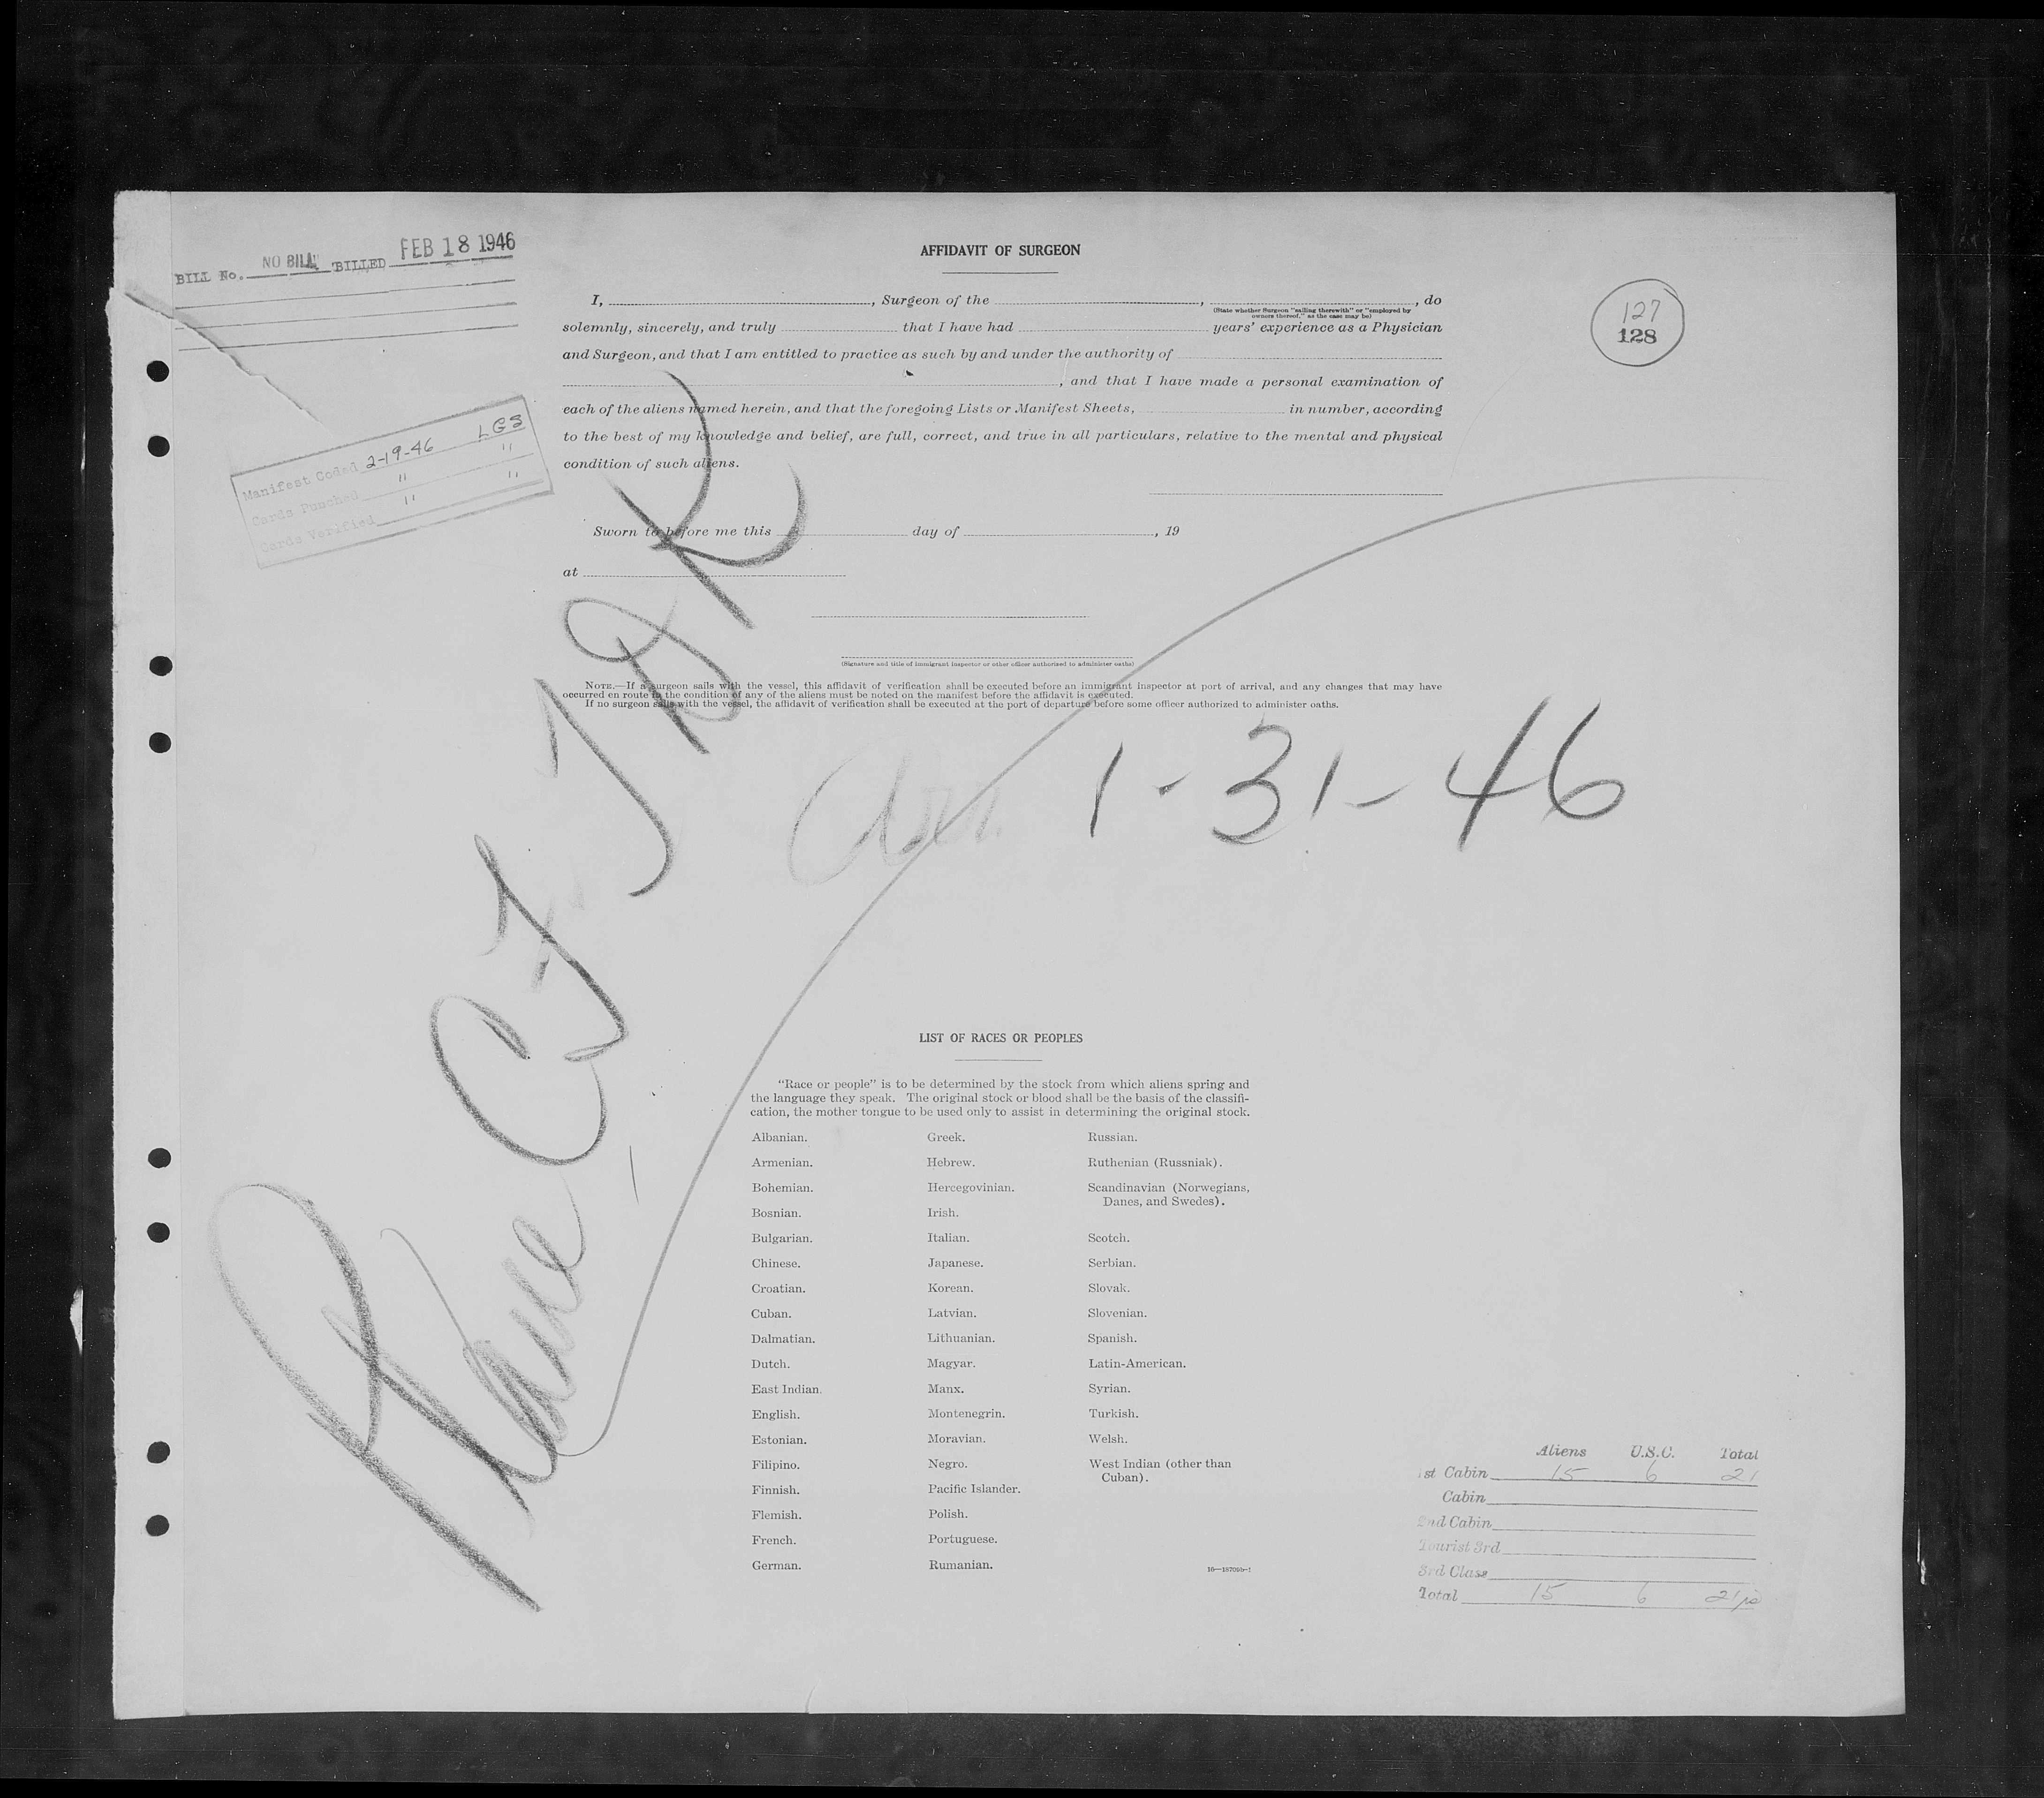 BILL No. NO BILL BILLED FEB 18 1946
AFFIDAVIT OF SURGEON
127
128
I, , Surgeon of the , , do
(State whether Surgeon "sailing therewith" or "employed by
owners thereof," as the case may be)
solemnly, sincerely, and truly that I have had years' experience as a Physician
and Surgeon, and that I am entitled to practice as such by and under the authority of
, and that I have made a personal examination of
each of the aliens named herein, and that the foregoing Lists or Manifest Sheets, in number, according
to the best of my knowledge and belief, are full, correct, and true in all particulars, relative to the mental and physical
condition of such aliens.
Manifest Coded 2-19-46 LGS
Cards Punched " "
Cards Verified " "
Sworn to before me this day of , 19
at
(Signature and title of immigrant inspector or other officer authorized to administer oaths)
NOTE.—If a surgeon sails with the vessel, this affidavit of verification shall be executed before an immigrant inspector at port of arrival, and any changes that may have
occurred en route in the condition of any of the aliens must be noted on the manifest before the affidavit is executed.
If no surgeon sails with the vessel, the affidavit of verification shall be executed at the port of departure before some officer authorized to administer oaths.
Plane CF-TDK
Arr. 1-31-46
LIST OF RACES OR PEOPLES
"Race or people" is to be determined by the stock from which aliens spring and
the language they speak. The original stock or blood shall be the basis of the classifi-
cation, the mother tongue to be used only to assist in determining the original stock.
Albanian.
Armenian.
Bohemian.
Bosnian.
Bulgarian.
Chinese.
Croatian.
Cuban.
Dalmatian.
Dutch.
East Indian.
English.
Estonian.
Filipino.
Finnish.
Flemish.
French.
German.
Greek.
Hebrew.
Hercegovinian.
Irish.
Italian.
Japanese.
Korean.
Latvian.
Lithuanian.
Magyar.
Manx.
Montenegrin.
Moravian.
Negro.
Pacific Islander.
Polish.
Portuguese.
Rumanian.
Russian.
Ruthenian (Russniak).
Scandinavian (Norwegians,
Danes, and Swedes).
Scotch.
Serbian.
Slovak.
Slovenian.
Spanish.
Latin-American.
Syrian.
Turkish.
Welsh.
West Indian (other than
Cuban).
Aliens U.S.C. Total
1st Cabin 15 6 21
Cabin
2nd Cabin
Tourist 3rd
3rd Class
Total 15 6 21